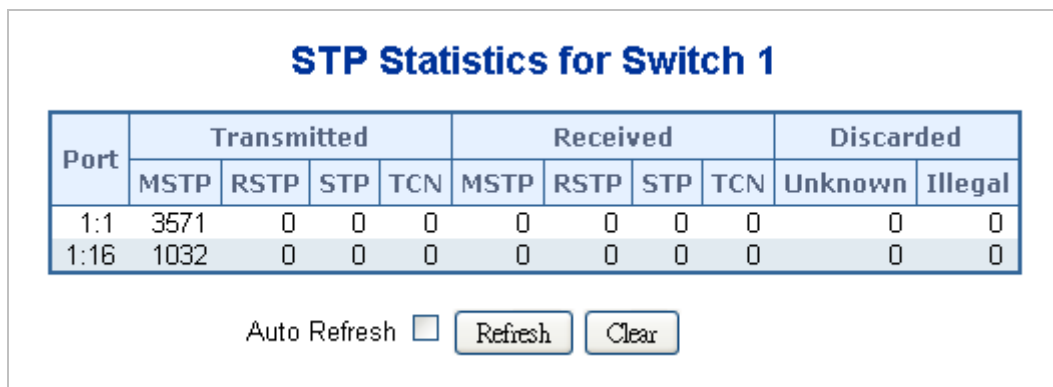 STP Statistics for Switch 1
Port Transmitted Received Discarded
MSTP RSTP STP TCN MSTP RSTP STP TCN Unknown Illegal
1:1 3571 0 0 0 0 0 0 0 0 0
1:16 1032 0 0 0 0 0 0 0 0 0
Auto Refresh Refresh Clear